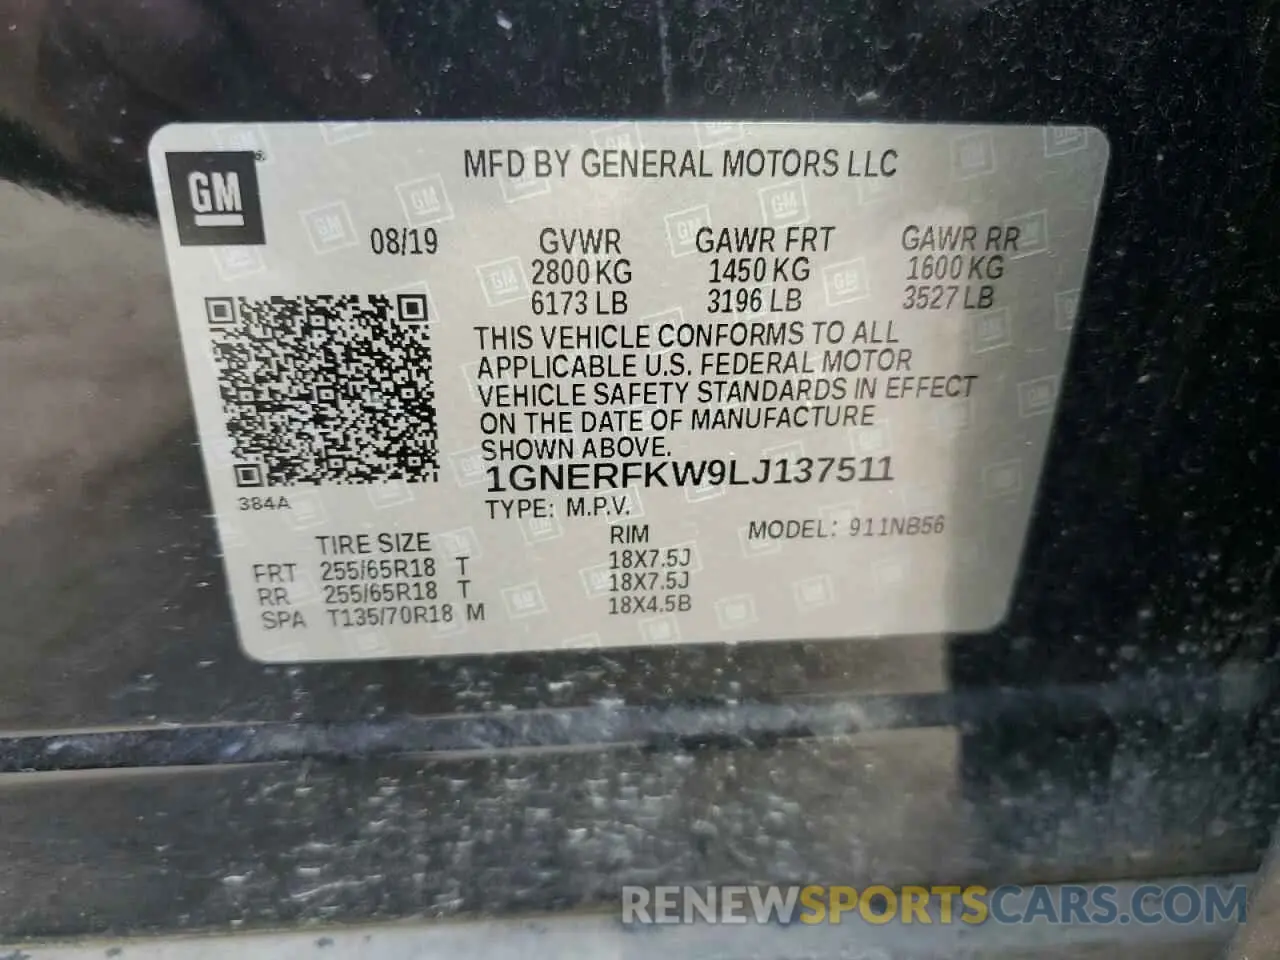 GM
MFD BY GENERAL MOTORS LLC
08/19 GVWR GAWR FRT GAWR RR
2800 KG 1450 KG 1600 KG
6173 LB 3196 LB 3527 LB
THIS VEHICLE CONFORMS TO ALL
APPLICABLE U.S. FEDERAL MOTOR
VEHICLE SAFETY STANDARDS IN EFFECT
ON THE DATE OF MANUFACTURE
SHOWN ABOVE.
1GNERFKW9LJ137511
384A
TYPE: M.P.V.
MODEL: 911NB56
TIRE SIZE RIM
FRT 255/65R18 T 18X7.5J
RR 255/65R18 T 18X7.5J
SPA T135/70R18 M 18X4.5B
RENEWSPORTSCARS.COM